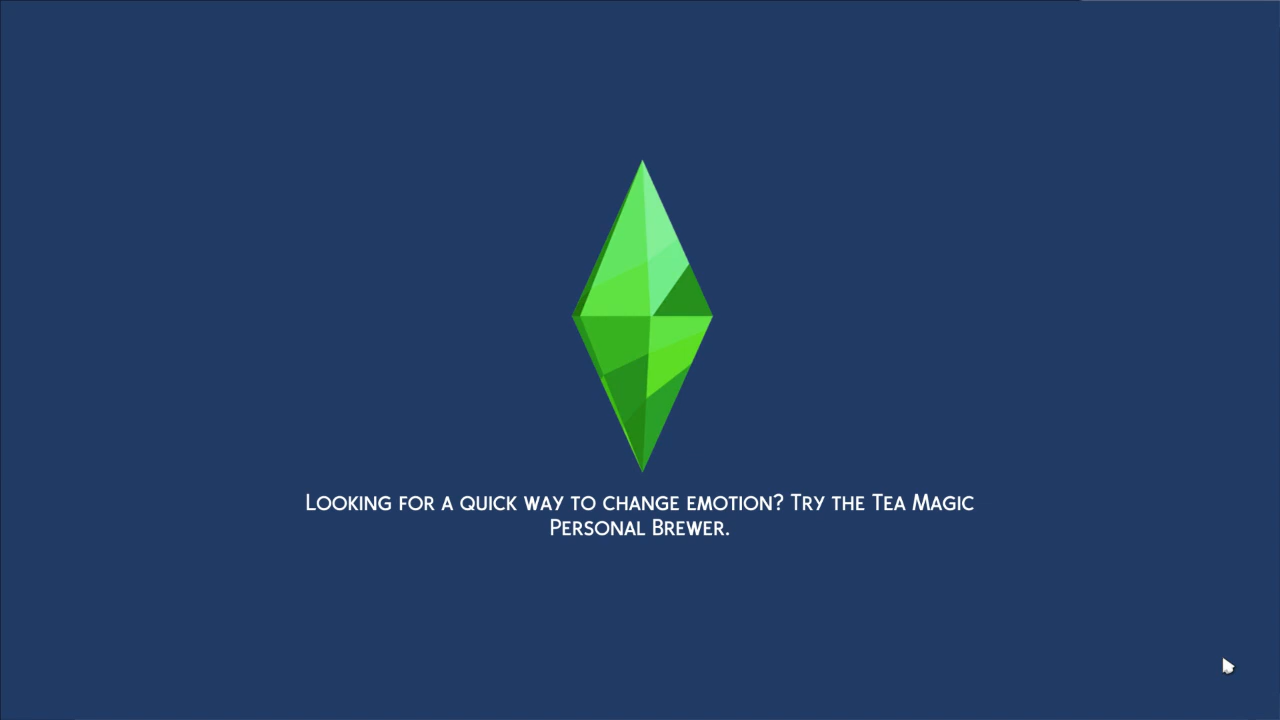 Looking for a quick way to change emotion? Try the Tea Magic
Personal Brewer.